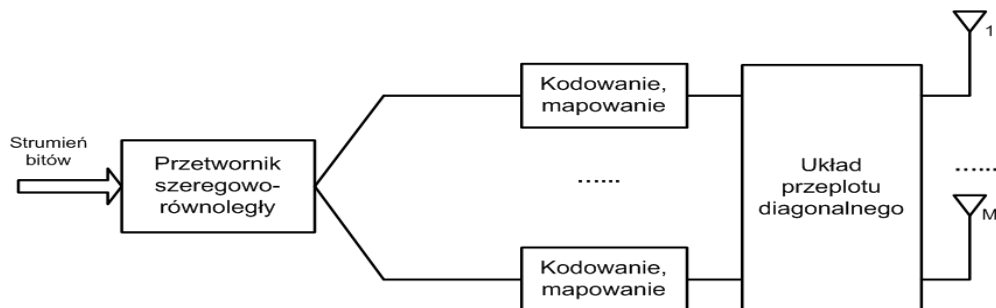 Strumień
bitów
Przetwornik
szeregowo-
równoległy
Kodowanie,
mapowanie
......
Kodowanie,
mapowanie
Układ
przeplotu
diagonalnego
1
......
M